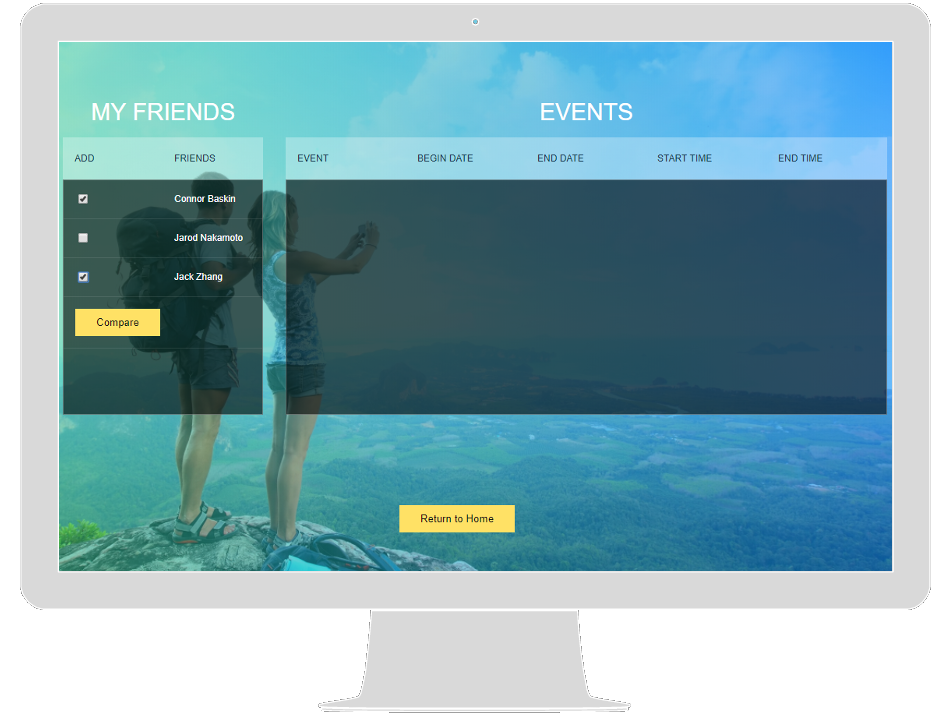 MY FRIENDS
EVENTS
ADD FRIENDS
EVENT BEGIN DATE END DATE START TIME END TIME
Connor Baskin
Jarod Nakamoto
Jack Zhang
Compare
Return to Home